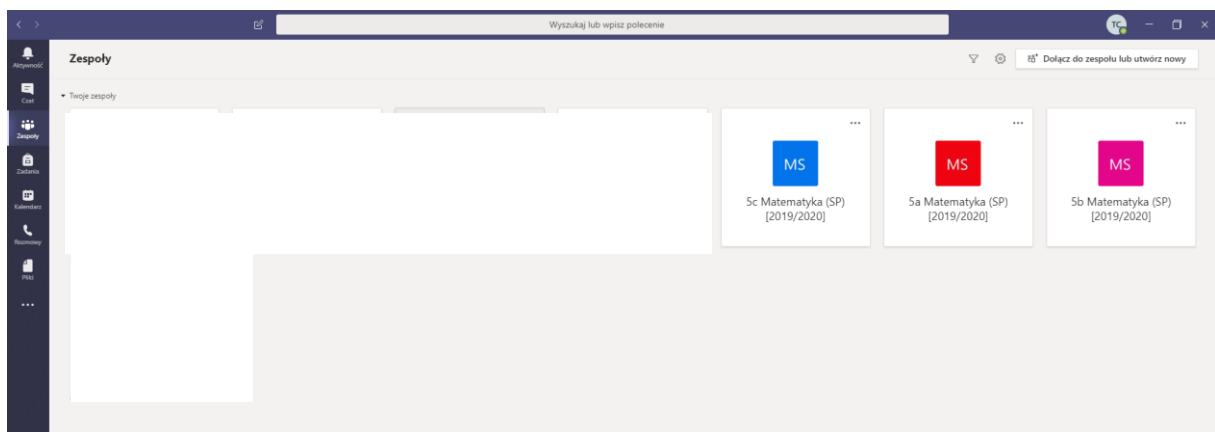 Wyszukaj lub wpisz polecenie
TC
Aktywność
Zespoły
Dołącz do zespołu lub utwórz nowy
Czat
Twoje zespoły
Zespoły
Zadania
Kalendarz
Rozmowy
Pliki
MS
5c Matematyka (SP)
[2019/2020]
MS
5a Matematyka (SP)
[2019/2020]
MS
5b Matematyka (SP)
[2019/2020]